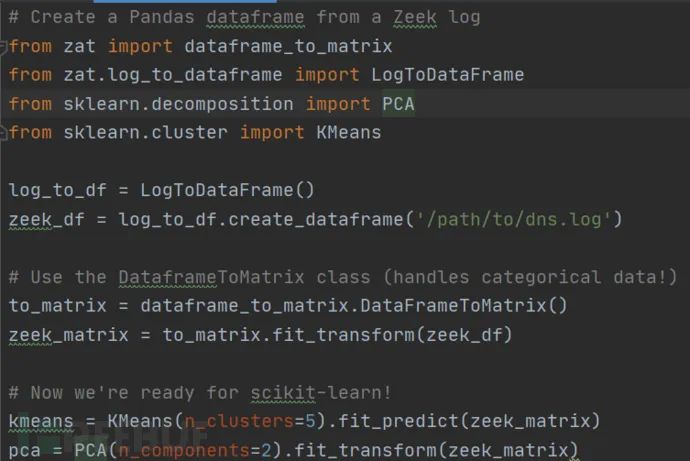 # Create a Pandas dataframe from a Zeek log
from zat import dataframe_to_matrix
from zat.log_to_dataframe import LogToDataFrame
from sklearn.decomposition import PCA
from sklearn.cluster import KMeans
log_to_df = LogToDataFrame()
zeek_df = log_to_df.create_dataframe('/path/to/dns.log')
# Use the DataframeToMatrix class (handles categorical data!)
to_matrix = dataframe_to_matrix.DataFrameToMatrix()
zeek_matrix = to_matrix.fit_transform(zeek_df)
# Now we're ready for scikit-learn!
kmeans = KMeans(n_clusters=5).fit_predict(zeek_matrix)
pca = PCA(n_components=2).fit_transform(zeek_matrix)